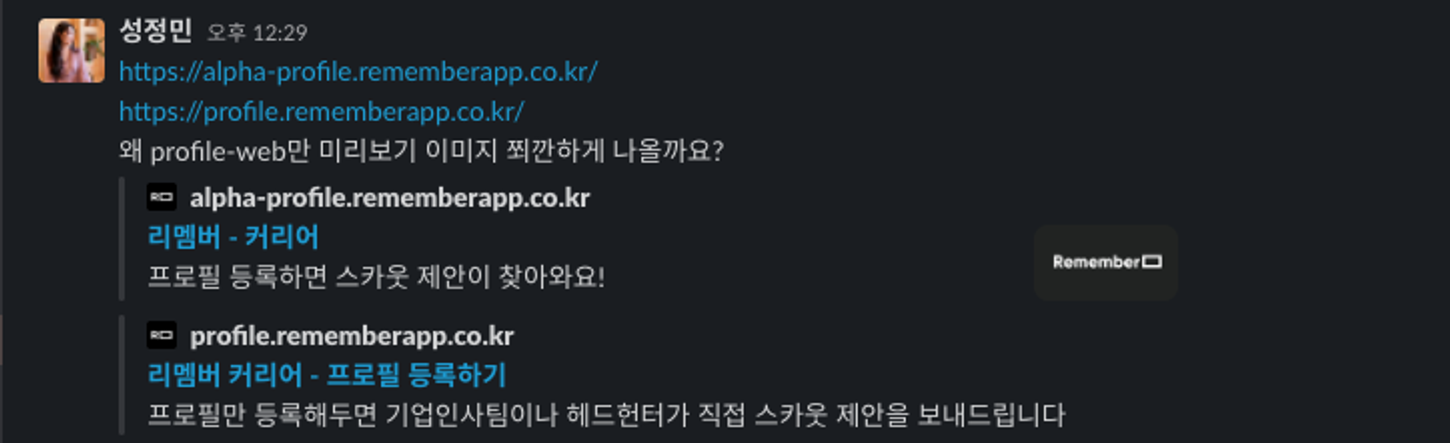 성정민 오후 12:29
https://alpha-profile.rememberapp.co.kr/
https://profile.rememberapp.co.kr/
왜 profile-web만 미리보기 이미지 쬐깐하게 나올까요?
alpha-profile.rememberapp.co.kr
리멤버 - 커리어
프로필 등록하면 스카웃 제안이 찾아와요!
Remember
profile.rememberapp.co.kr
리멤버 커리어 - 프로필 등록하기
프로필만 등록해두면 기업인사팀이나 헤드헌터가 직접 스카웃 제안을 보내드립니다